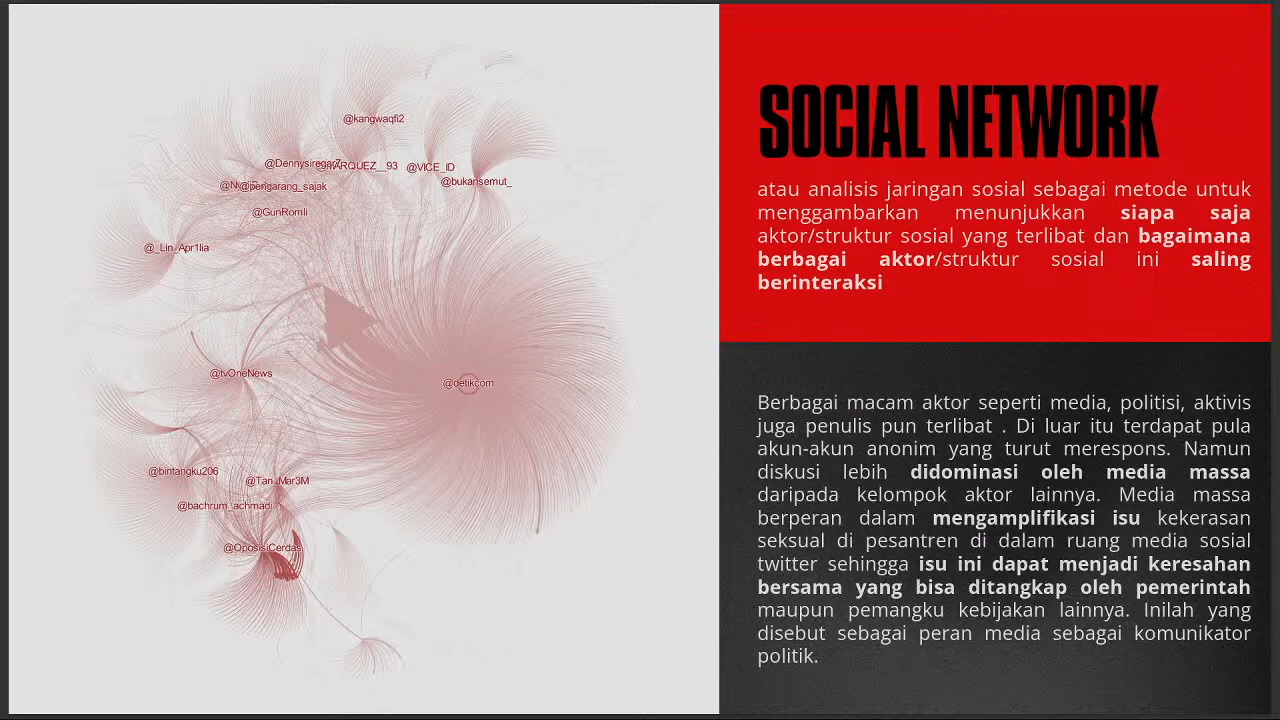 @kangwaqfi2
@VICE_ID
@bukansemut_
@pengarang_sajak
@GunRomli
@_Lin_Apr1lia
@tvOneNews
@detikcom
@bintangku206
@Tan_Mar3M
@bachrum_achmadi
@OposisiCerdas
SOCIAL NETWORK
atau analisis jaringan sosial sebagai metode untuk
menggambarkan menunjukkan siapa saja
aktor/struktur sosial yang terlibat dan bagaimana
berbagai aktor/struktur sosial ini saling
berinteraksi
Berbagai macam aktor seperti media, politisi, aktivis
juga penulis pun terlibat . Di luar itu terdapat pula
akun-akun anonim yang turut merespons. Namun
diskusi lebih didominasi oleh media massa
daripada kelompok aktor lainnya. Media massa
berperan dalam mengamplifikasi isu kekerasan
seksual di pesantren di dalam ruang media sosial
twitter sehingga isu ini dapat menjadi keresahan
bersama yang bisa ditangkap oleh pemerintah
maupun pemangku kebijakan lainnya. Inilah yang
disebut sebagai peran media sebagai komunikator
politik.